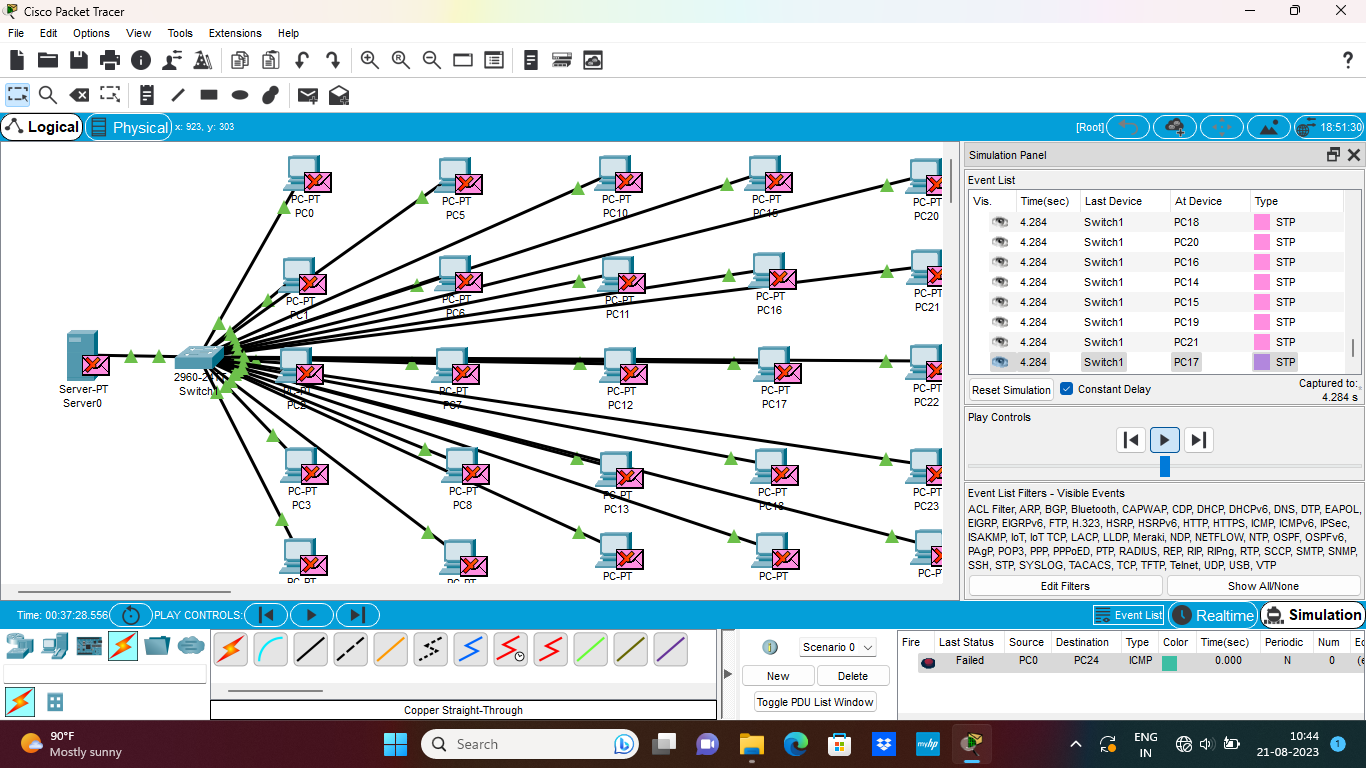 Cisco Packet Tracer
File Edit Options View Tools Extensions Help
Logical Physical x: 923, y: 303 [Root] 18:51:30
PC-PT PC-PT PC-PT PC-PT PC-PT
PC0 PC5 PC10 PC15 PC20
PC-PT PC-PT PC-PT PC-PT PC-PT
PC1 PC6 PC11 PC16 PC21
Server-PT
Server0
Switch1
PC-PT PC-PT PC-PT PC-PT PC-PT
PC2 PC7 PC12 PC17 PC22
PC-PT PC-PT PC-PT PC-PT PC-PT
PC3 PC8 PC13 PC18 PC23
PC-PT PC-PT PC-PT PC-PT
Simulation Panel
Event List
Vis. Time(sec) Last Device At Device Type
4.284 Switch1 PC18 STP
4.284 Switch1 PC20 STP
4.284 Switch1 PC16 STP
4.284 Switch1 PC14 STP
4.284 Switch1 PC15 STP
4.284 Switch1 PC19 STP
4.284 Switch1 PC21 STP
4.284 Switch1 PC17 STP
Reset Simulation Constant Delay Captured to:
4.284 s
Play Controls
Event List Filters - Visible Events
ACL Filter, ARP, BGP, Bluetooth, CAPWAP, CDP, DHCP, DHCPv6, DNS, DTP, EAPOL,
EIGRP, EIGRPv6, FTP, H.323, HSRP, HSRPv6, HTTP, HTTPS, ICMP, ICMPv6, IPSec,
ISAKMP, IoT, IoT TCP, LACP, LLDP, Meraki, NDP, NETFLOW, NTP, OSPF, OSPFv6,
PAgP, POP3, PPP, PPPoED, PTP, RADIUS, REP, RIP, RIPng, RTP, SCCP, SMTP, SNMP,
SSH, STP, SYSLOG, TACACS, TCP, TFTP, Telnet, UDP, USB, VTP
Edit Filters Show All/None
Time: 00:37:28.556 PLAY CONTROLS: Event List Realtime Simulation
Copper Straight-Through
Scenario 0
New Delete
Toggle PDU List Window
Fire Last Status Source Destination Type Color Time(sec) Periodic Num
Failed PC0 PC24 ICMP 0.000 N 0 (e
90°F
Mostly sunny
Search
myhp
ENG
IN
10:44
21-08-2023
1